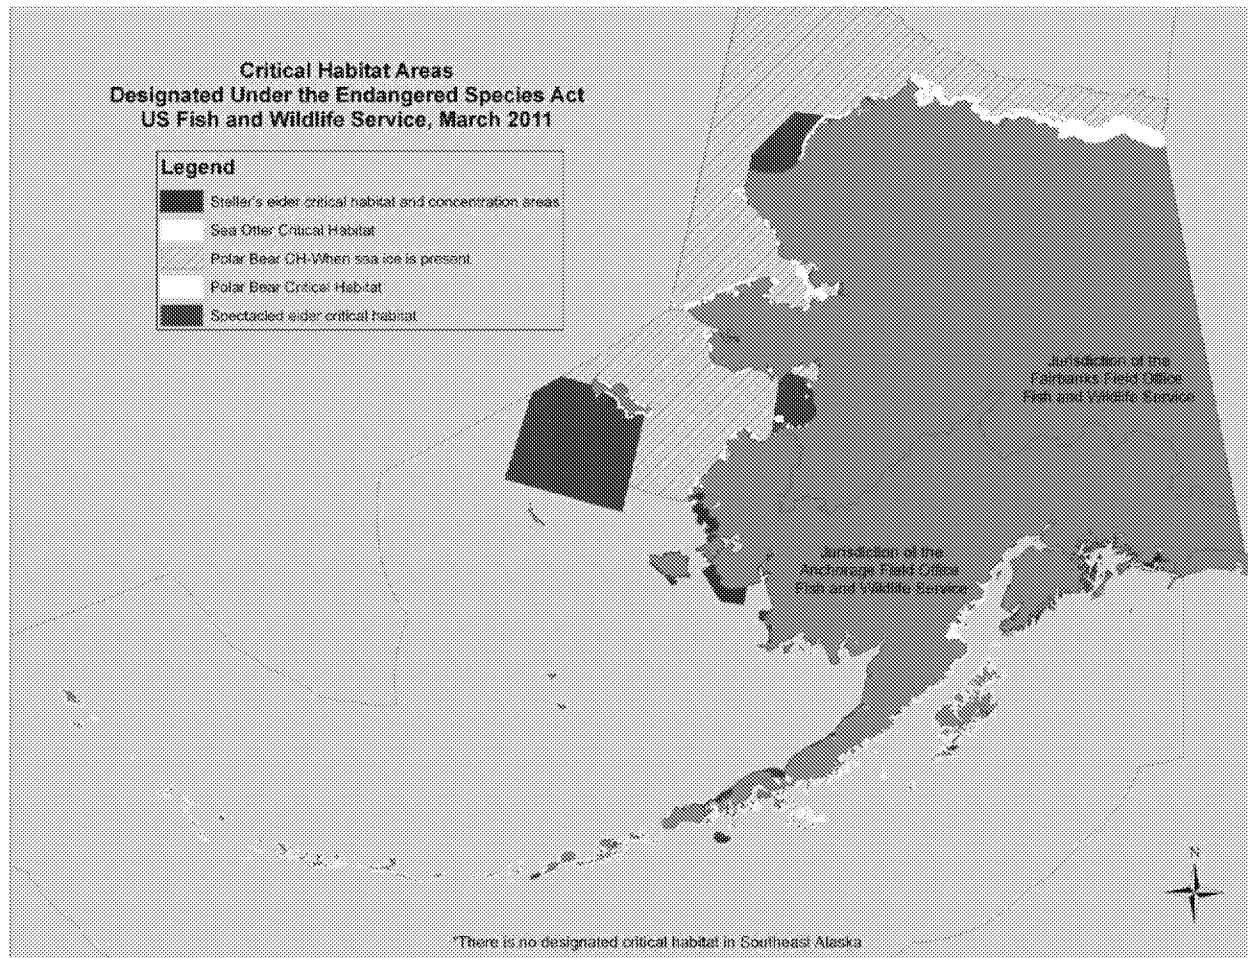 Critical Habitat Areas
Designated Under the Endangered Species Act
US Fish and Wildlife Service, March 2011
Legend
Steller's eider critical habitat and concentration areas
Sea Otter Critical Habitat
Polar Bear CH-When sea ice is present
Polar Bear Critical Habitat
Spectacled eider critical habitat
Jurisdiction of the
Fairbanks Field Office
Fish and Wildlife Service
Jurisdiction of the
Anchorage Field Office
Fish and Wildlife Service
N
*There is no designated critical habitat in Southeast Alaska